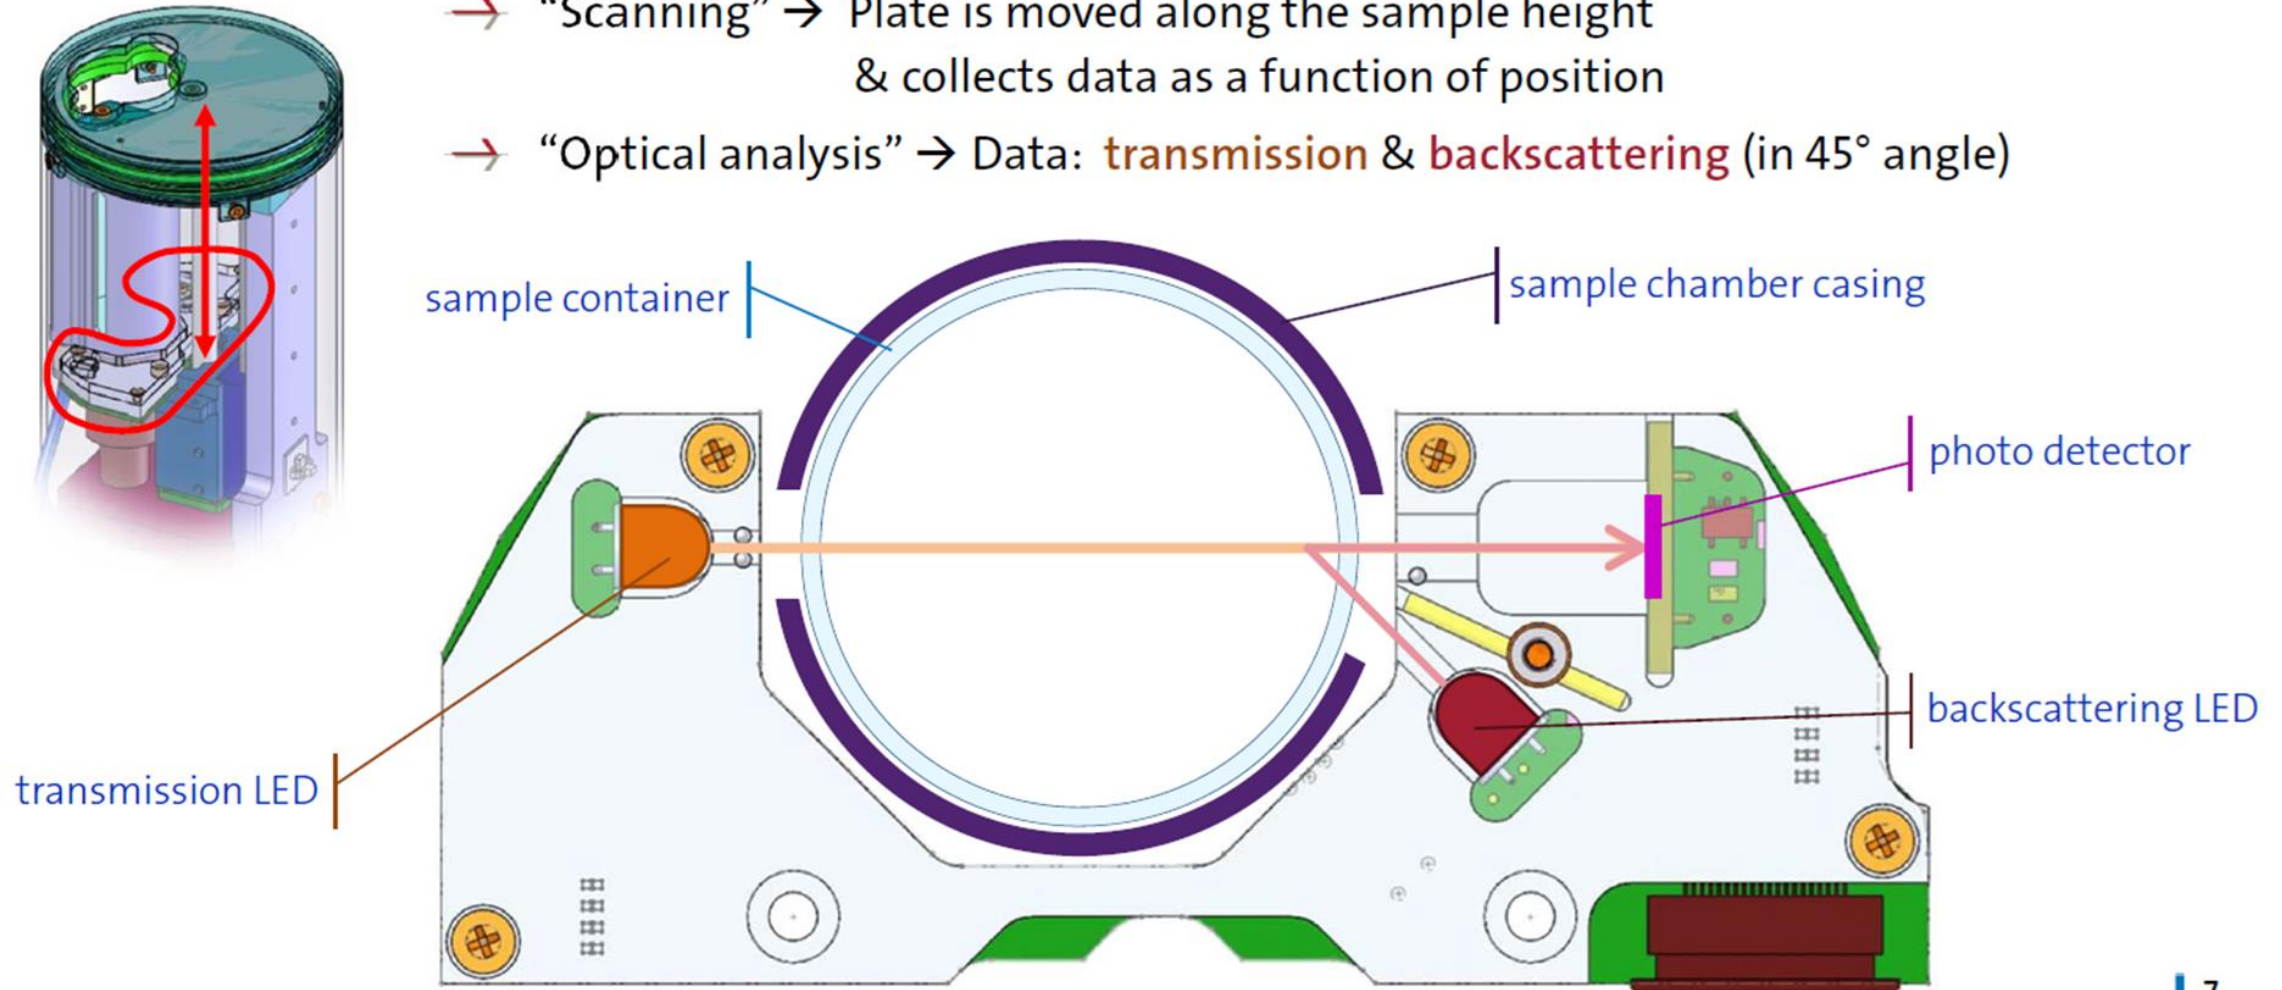 → “Scanning” → Plate is moved along the sample height
& collects data as a function of position
→ “Optical analysis” → Data: transmission & backscattering (in 45° angle)
sample container
sample chamber casing
photo detector
backscattering LED
transmission LED
7